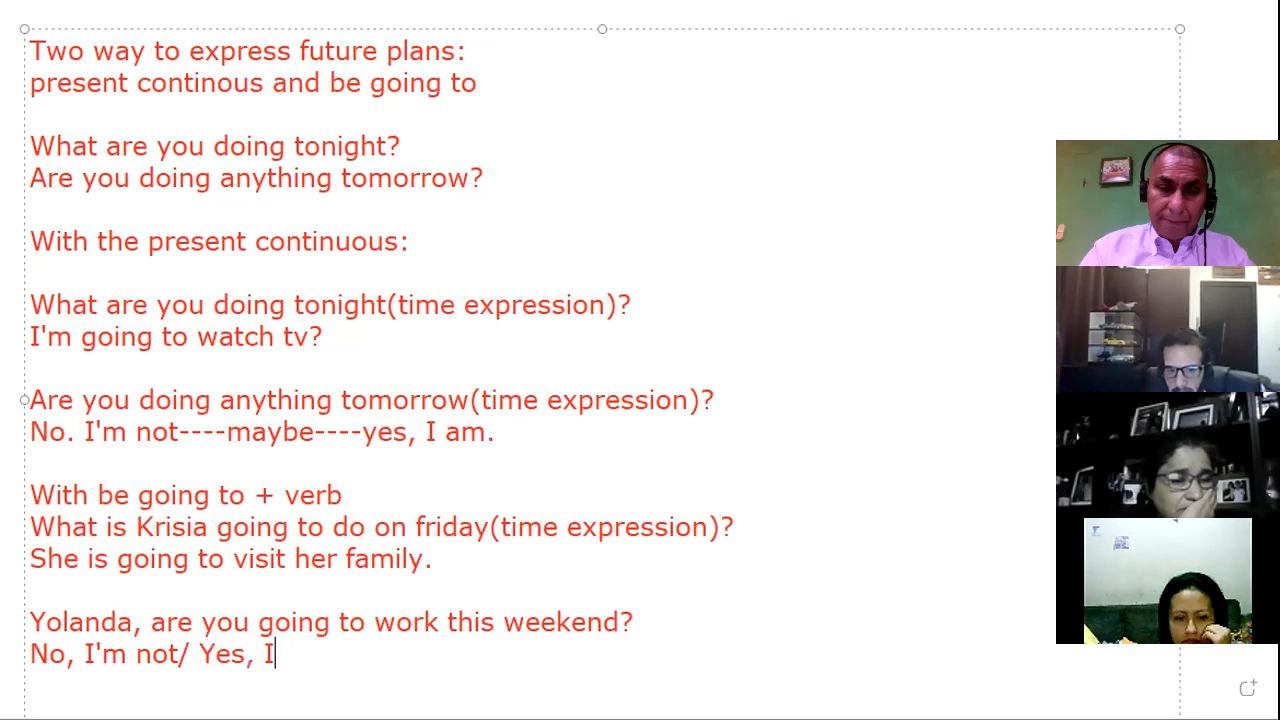 Two way to express future plans:
present continous and be going to
What are you doing tonight?
Are you doing anything tomorrow?
With the present continuous:
What are you doing tonight(time expression)?
I'm going to watch tv?
Are you doing anything tomorrow(time expression)?
No. I'm not----maybe----yes, I am.
With be going to + verb
What is Krisia going to do on friday(time expression)?
She is going to visit her family.
Yolanda, are you going to work this weekend?
No, I'm not/ Yes, I